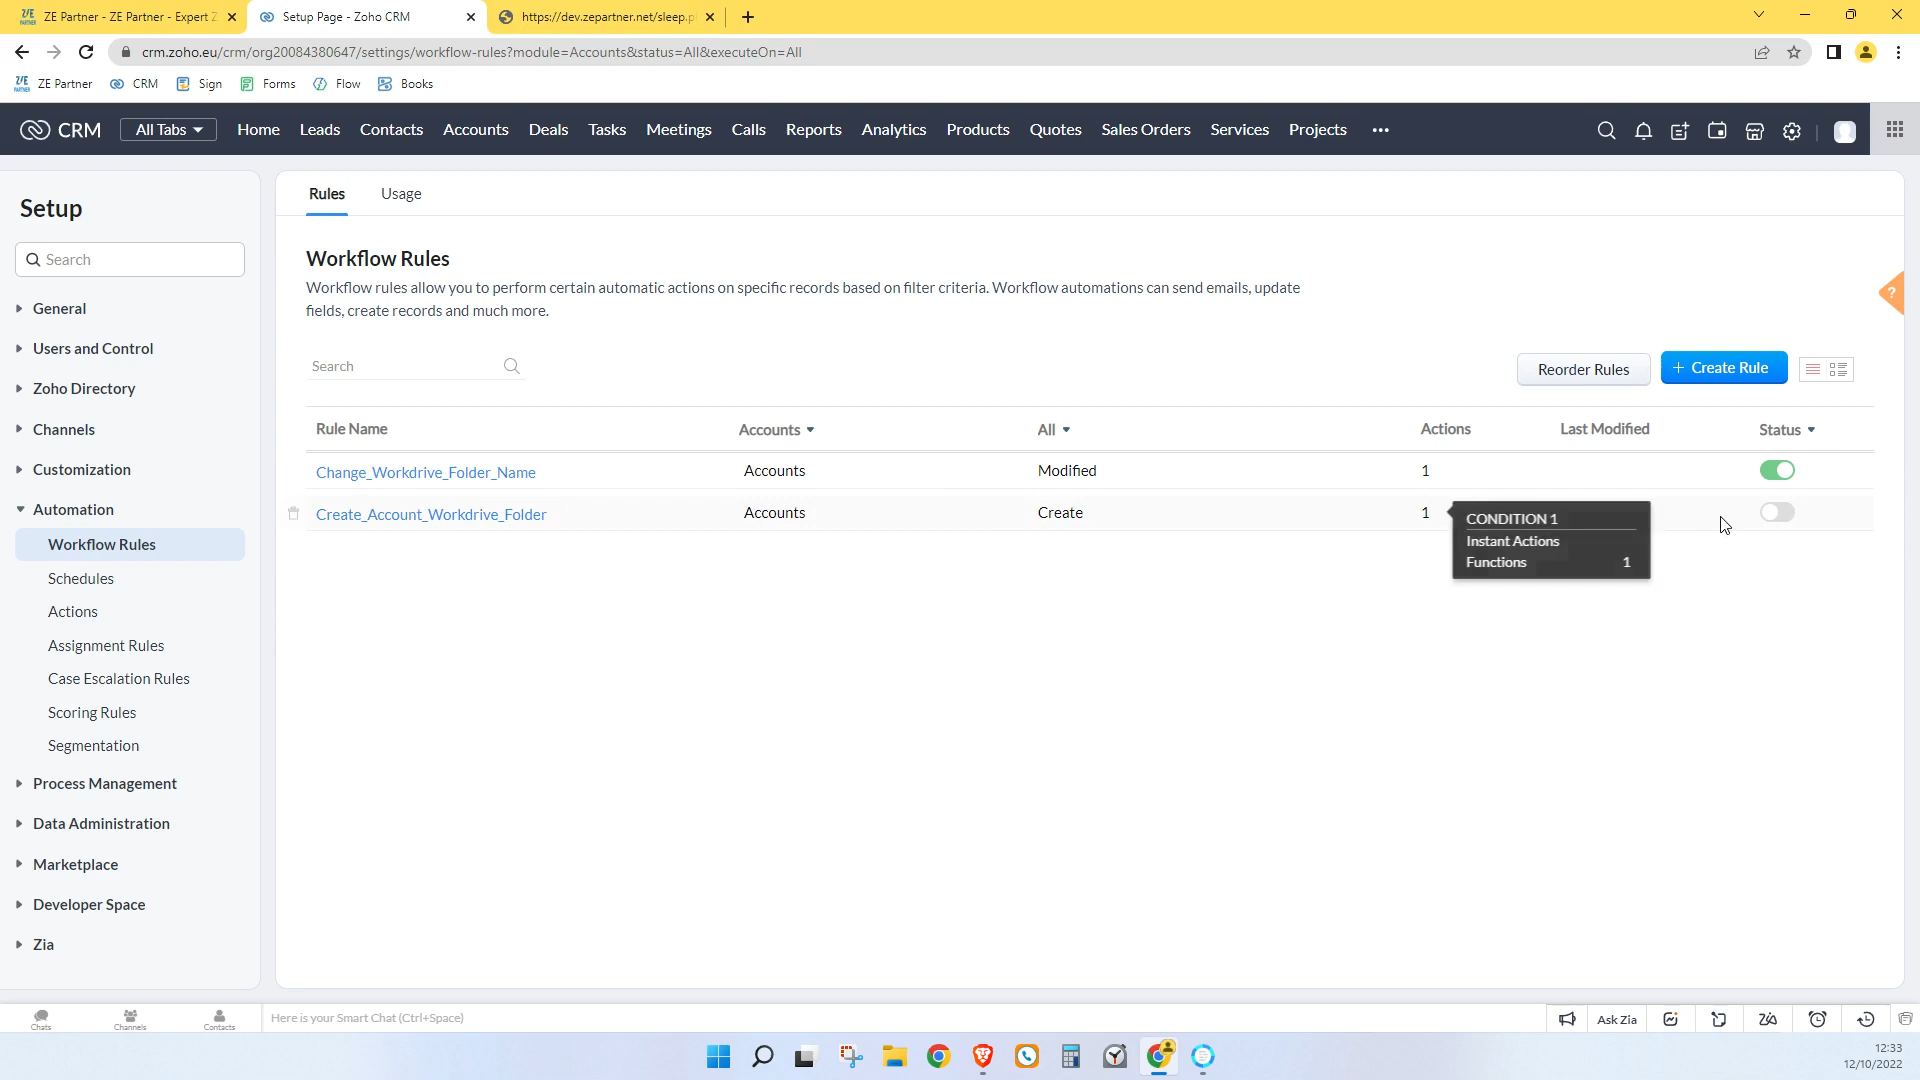 ZE Partner - ZE Partner - Expert Z
Setup Page - Zoho CRM
https://dev.zepartner.net/sleep.p
crm.zoho.eu/crm/org20084380647/settings/workflow-rules?module=Accounts&status=All&executeOn=All
ZE Partner
CRM
Sign
Forms
Flow
Books
CRM
All Tabs
Home
Leads
Contacts
Accounts
Deals
Tasks
Meetings
Calls
Reports
Analytics
Products
Quotes
Sales Orders
Services
Projects
Setup
Search
General
Users and Control
Zoho Directory
Channels
Customization
Automation
Workflow Rules
Schedules
Actions
Assignment Rules
Case Escalation Rules
Scoring Rules
Segmentation
Process Management
Data Administration
Marketplace
Developer Space
Zia
Rules
Usage
Workflow Rules
Workflow rules allow you to perform certain automatic actions on specific records based on filter criteria. Workflow automations can send emails, update
fields, create records and much more.
Search
Reorder Rules
+ Create Rule
?
Rule Name Accounts All Actions Last Modified Status
Change_Workdrive_Folder_Name Accounts Modified 1
Create_Account_Workdrive_Folder Accounts Create 1
CONDITION 1
Instant Actions
Functions 1
Chats
Channels
Contacts
Here is your Smart Chat (Ctrl+Space)
Ask Zia
12:33
12/10/2022